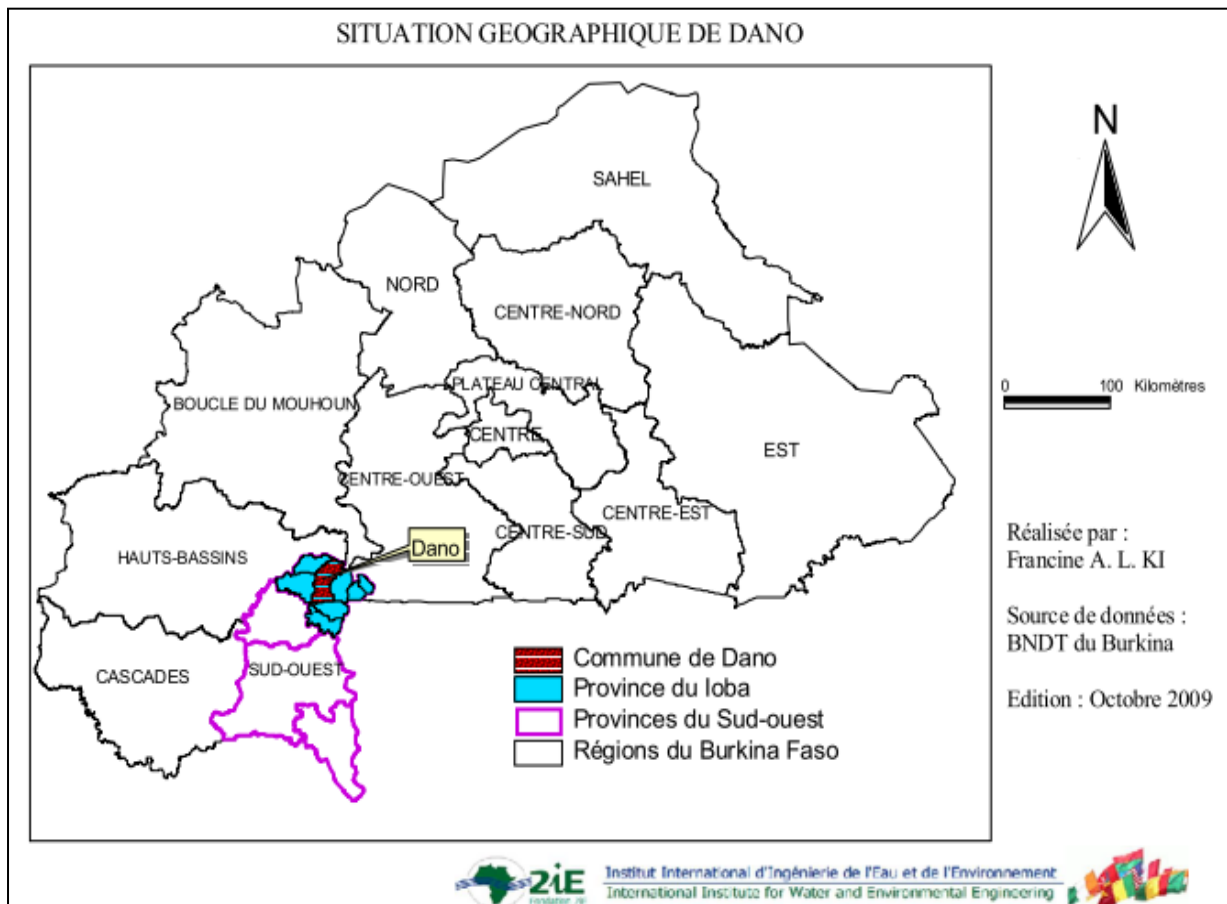 SITUATION GEOGRAPHIQUE DE DANO
N
SAHEL
NORD
CENTRE-NORD
PLATEAU CENTRAL
BOUCLE DU MOUHOUN
CENTRE
EST
CENTRE-OUEST
CENTRE-EST
CENTRE-SUD
HAUTS-BASSINS
Dano
CASCADES
SUD-OUEST
0 100 Kilomètres
Commune de Dano
Province du Ioba
Provinces du Sud-ouest
Régions du Burkina Faso
Réalisée par :
Francine A. L. KI
Source de données :
BNDT du Burkina
Edition : Octobre 2009
2iE
Fondation 2iE
Institut International d'Ingénierie de l'Eau et de l'Environnement
International Institute for Water and Environmental Engineering